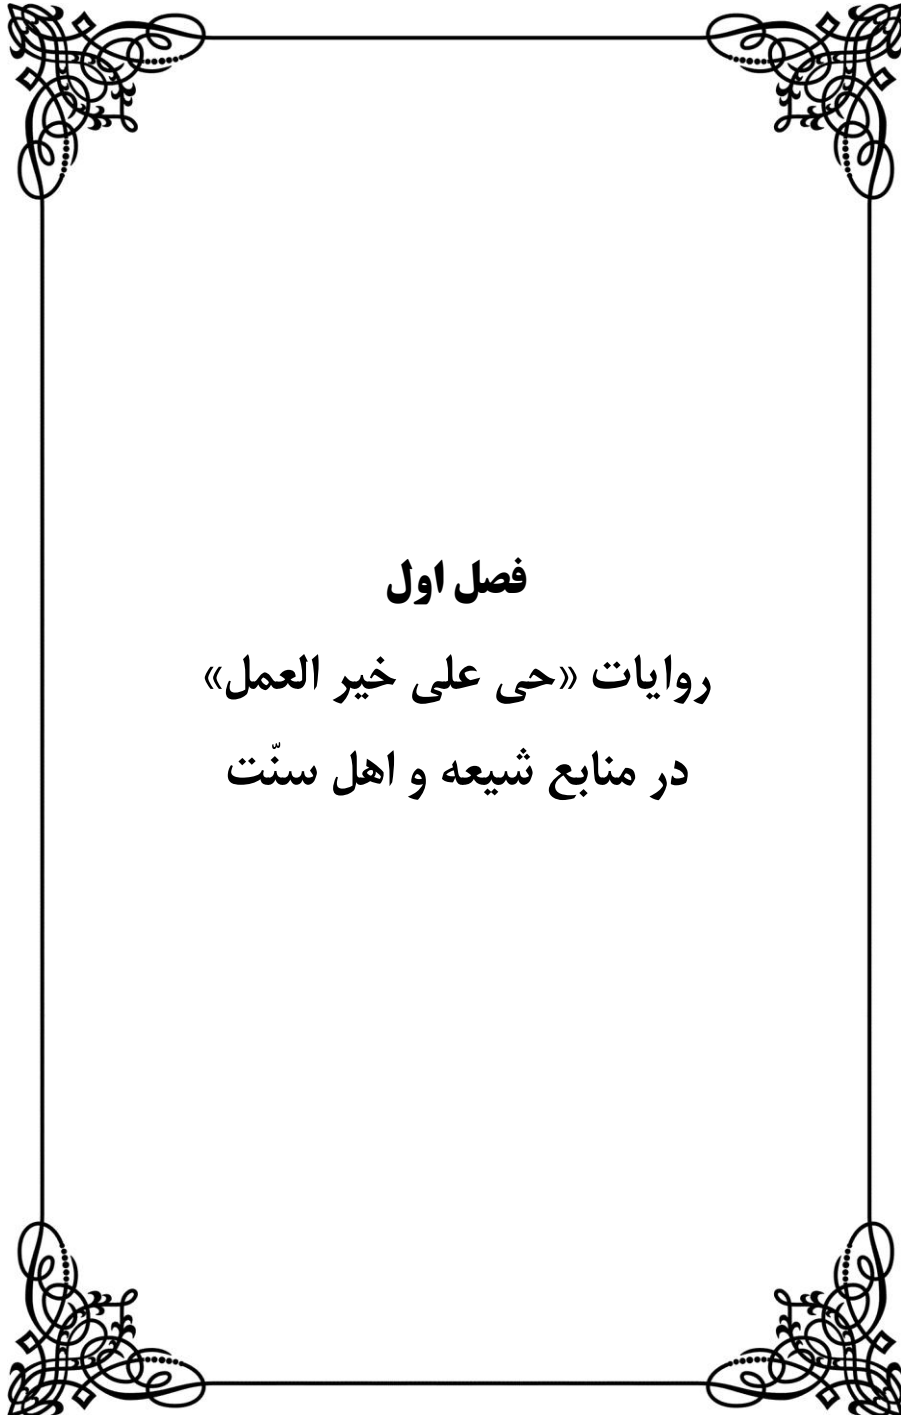 فصل اول
روایات «حی علی خیر العمل»
در منابع شیعه و اهل سنّت